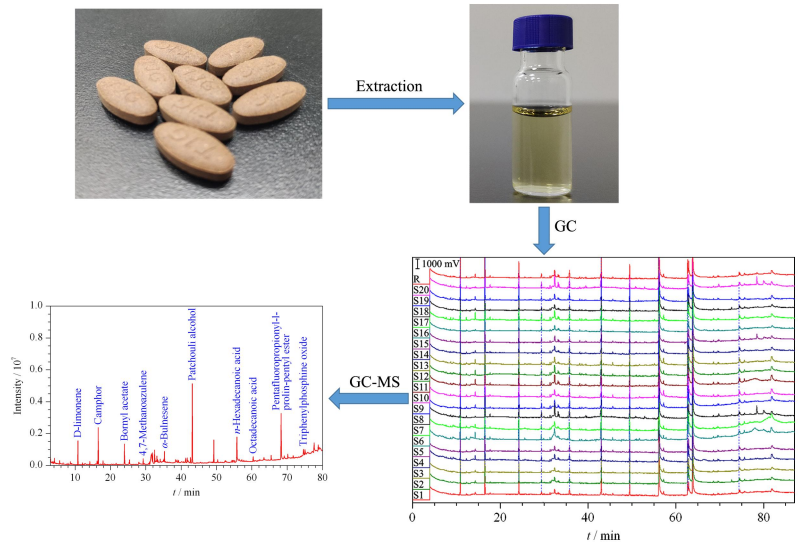 Extraction
GC
1000 mV
R
S20
S19
S18
S17
S16
S15
S14
S13
S12
S11
S10
S9
S8
S7
S6
S5
S4
S3
S2
S1
0 20 40 60 80
t / min
GC-MS
Intensity / 10⁷
1.0
0.8
0.6
0.4
0.2
0.0
D-limonene
Camphor
Bornyl acetate
4,7-Methanoazulene
α-Bulnesene
Patchouli alcohol
n-Hexadecanoic acid
Octadecanoic acid
Pentafluoropropionyl-l-
prolin-pentyl ester
Triphenylphosphine oxide
10 20 30 40 50 60 70 80
t / min